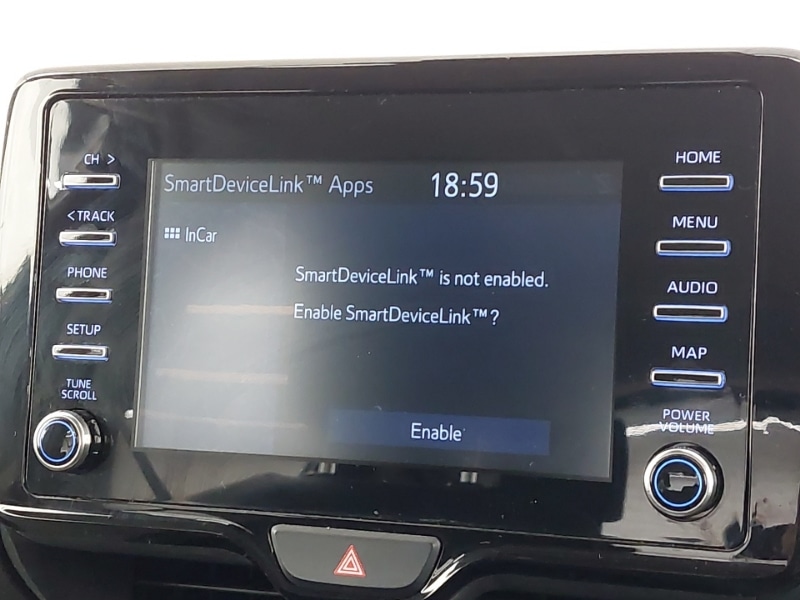 CH >
< TRACK
PHONE
SETUP
TUNE
SCROLL
SmartDeviceLink™ Apps
18:59
InCar
SmartDeviceLink™ is not enabled.
Enable SmartDeviceLink™?
Enable
HOME
MENU
AUDIO
MAP
POWER
VOLUME